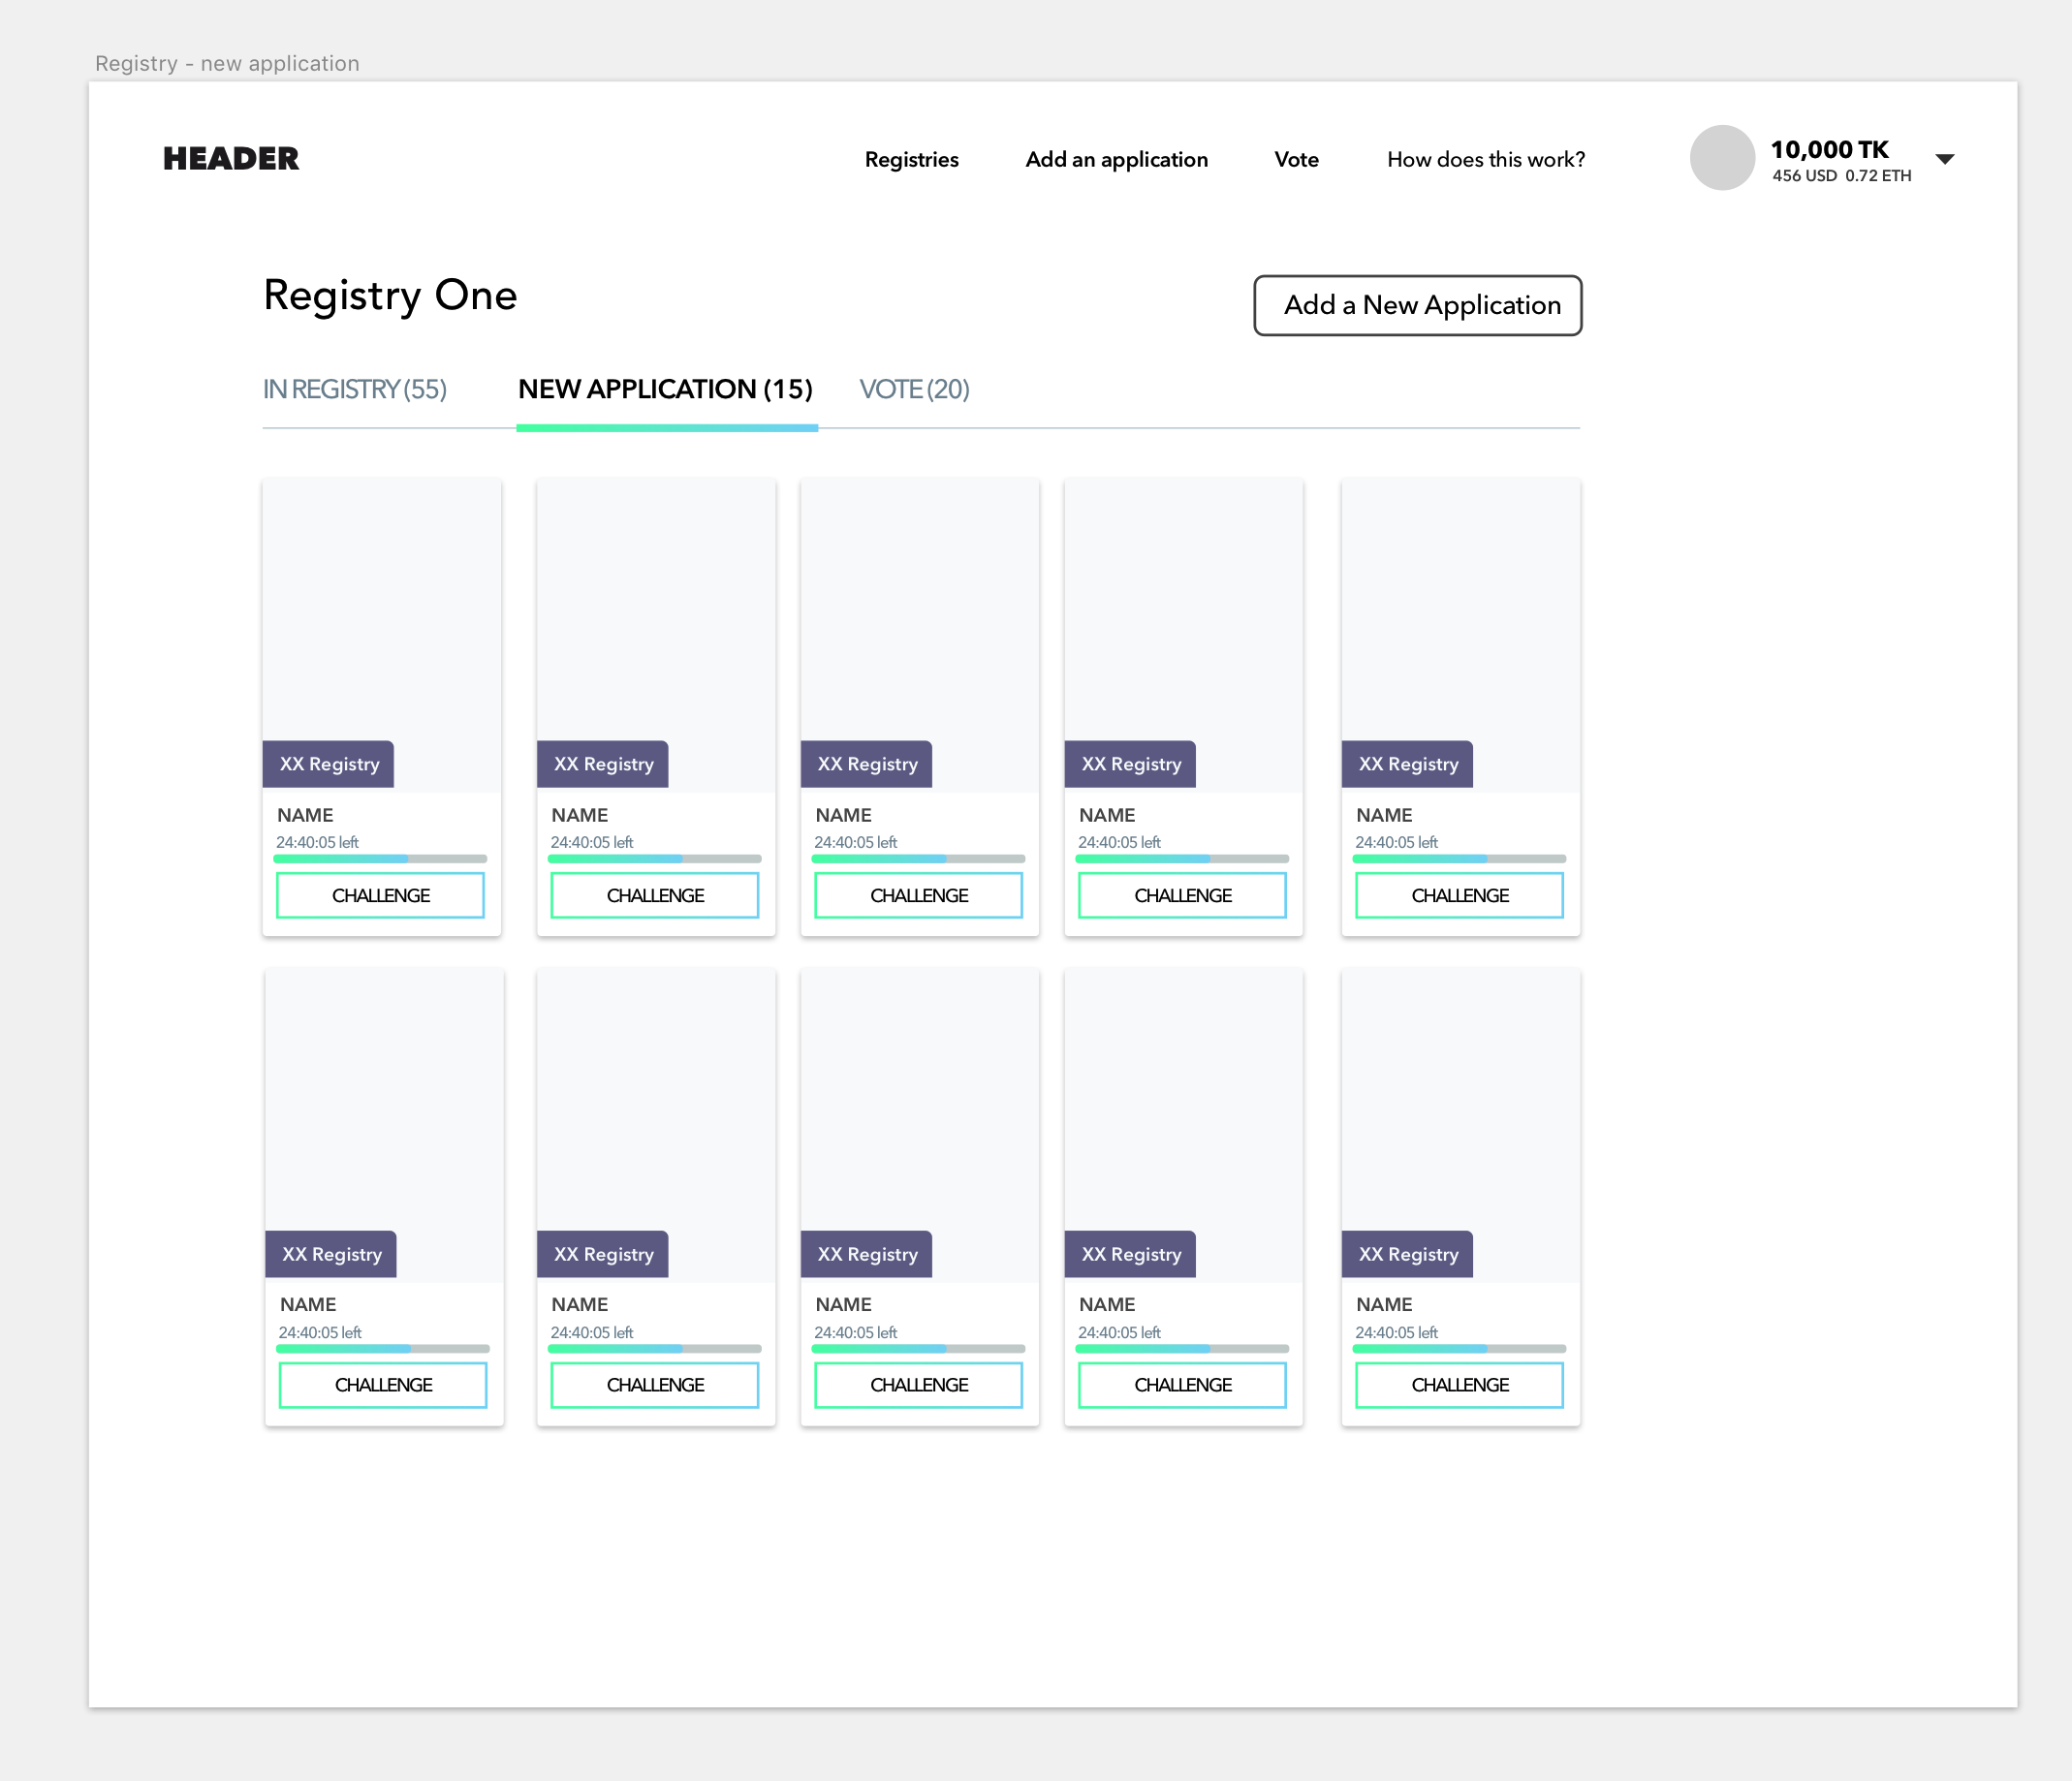 Registry - new application
HEADER Registries Add an application Vote How does this work? 10,000 TK
456 USD 0.72 ETH
Registry One Add a New Application
IN REGISTRY (55) NEW APPLICATION (15) VOTE (20)
XX Registry XX Registry XX Registry XX Registry XX Registry
NAME NAME NAME NAME NAME
24:40:05 left 24:40:05 left 24:40:05 left 24:40:05 left 24:40:05 left
CHALLENGE CHALLENGE CHALLENGE CHALLENGE CHALLENGE
XX Registry XX Registry XX Registry XX Registry XX Registry
NAME NAME NAME NAME NAME
24:40:05 left 24:40:05 left 24:40:05 left 24:40:05 left 24:40:05 left
CHALLENGE CHALLENGE CHALLENGE CHALLENGE CHALLENGE